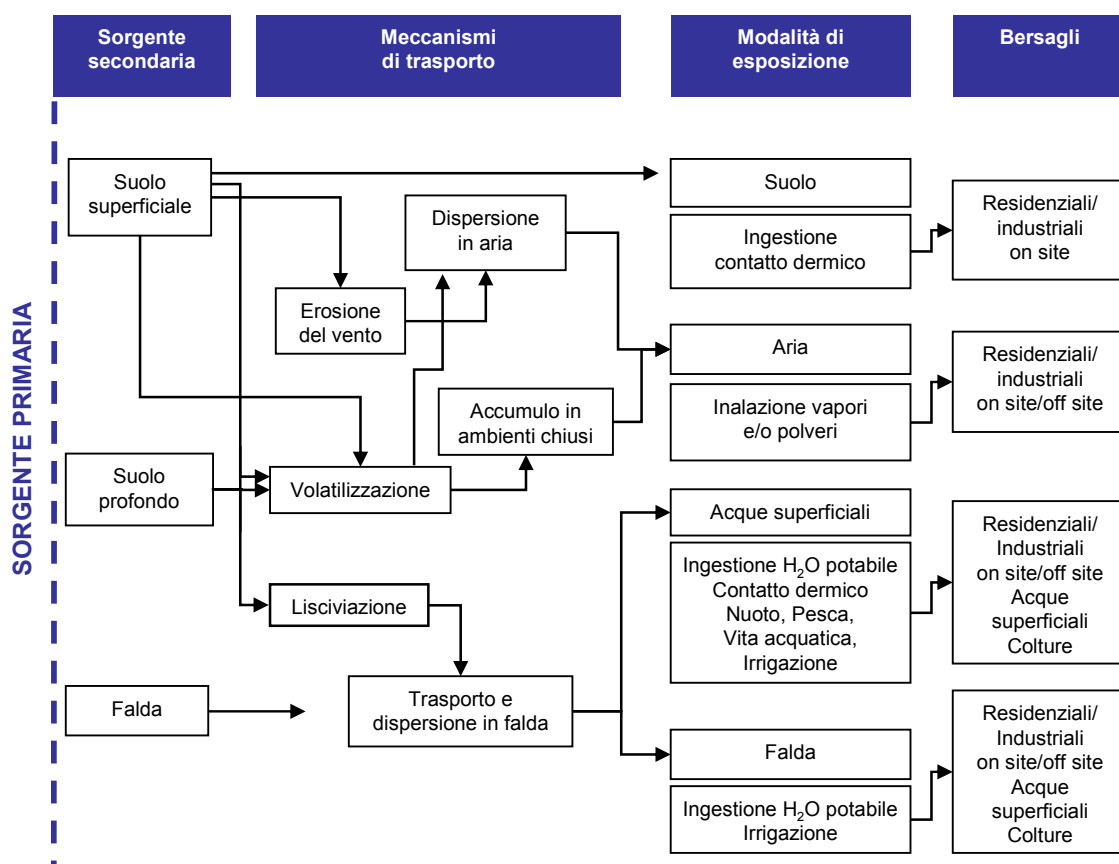 Sorgente
secondaria
Meccanismi
di trasporto
Modalità di
esposizione
Bersagli
SORGENTE PRIMARIA
Suolo
superficiale
Suolo
profondo
Falda
Dispersione
in aria
Erosione
del vento
Accumulo in
ambienti chiusi
Volatilizzazione
Lisciviazione
Trasporto e
dispersione in falda
Suolo
Ingestione
contatto dermico
Aria
Inalazione vapori
e/o polveri
Acque superficiali
Ingestione H₂O potabile
Contatto dermico
Nuoto, Pesca,
Vita acquatica,
Irrigazione
Falda
Ingestione H₂O potabile
Irrigazione
Residenziali/
industriali
on site
Residenziali/
industriali
on site/off site
Residenziali/
Industriali
on site/off site
Acque
superficiali
Colture
Residenziali/
Industriali
on site/off site
Acque
superficiali
Colture